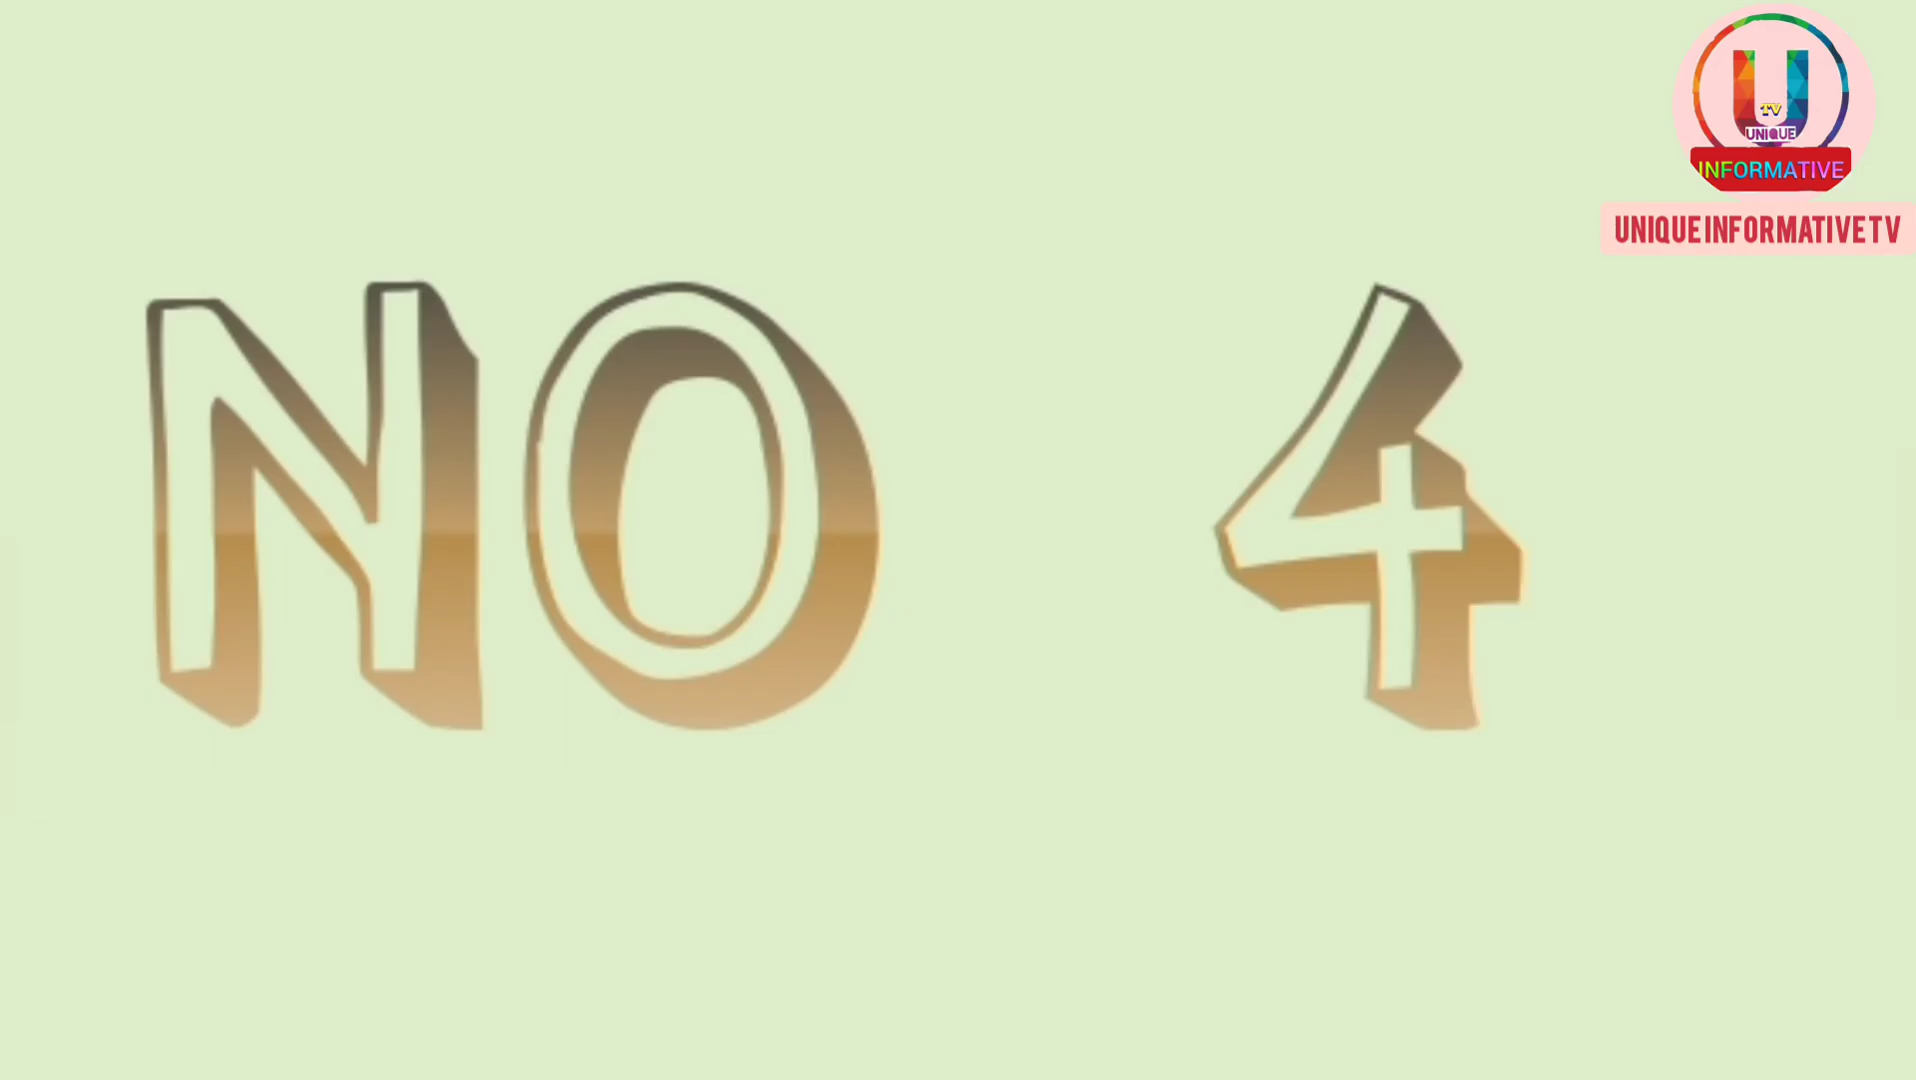 TV
UNIQUE
INFORMATIVE
UNIQUE INFORMATIVE TV
NO 4